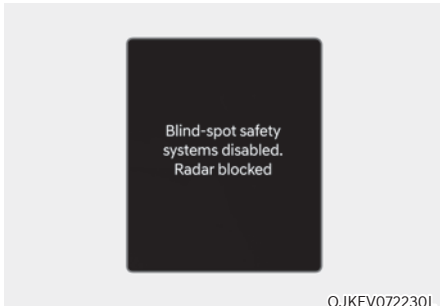 Blind-spot safety
systems disabled.
Radar blocked
OJKEV072230L